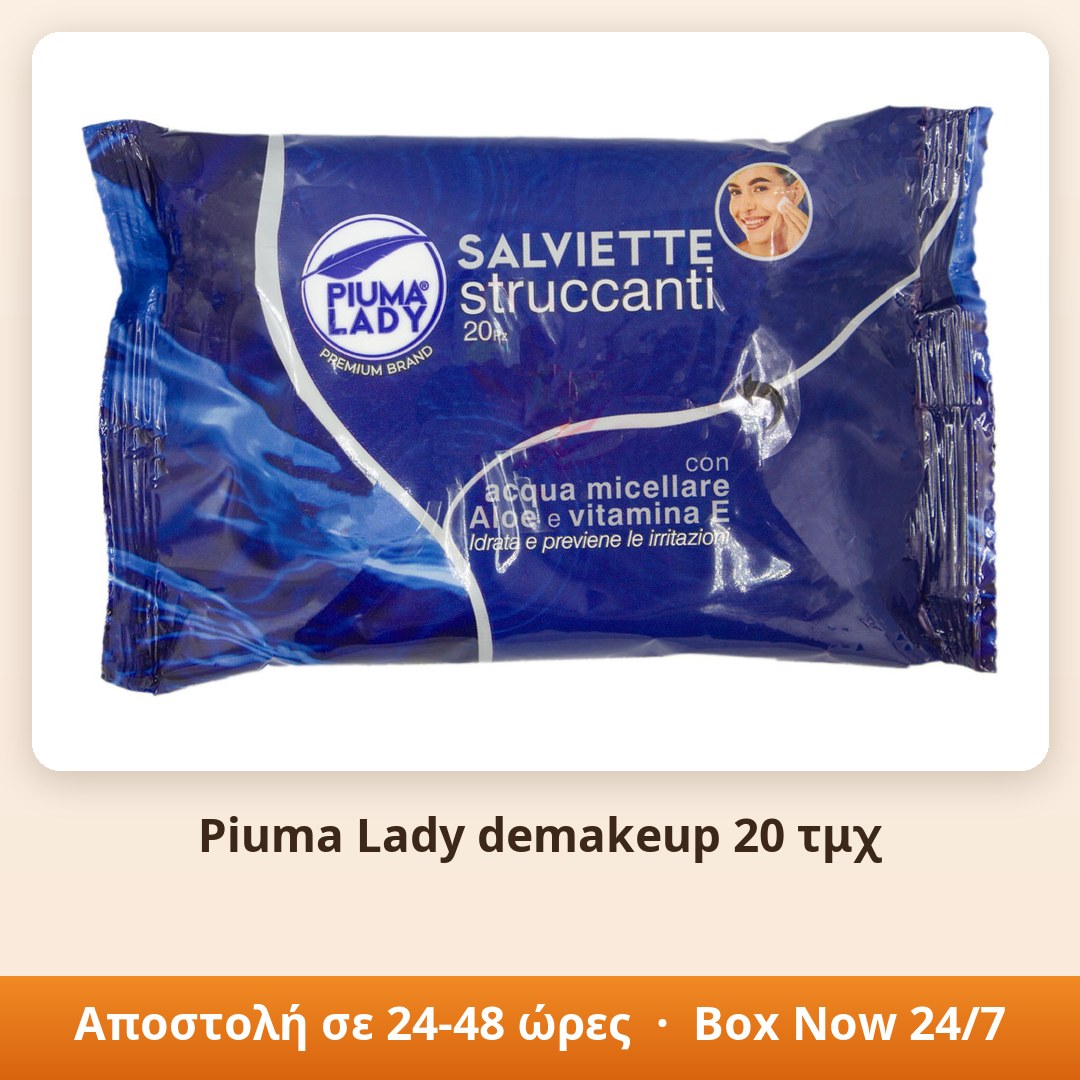 PIUMA®
LADY
PREMIUM BRAND
SALVIETTE
struccanti
20Pz
con
acqua micellare
Aloe e vitamina E
Idrata e previene le irritazioni
Piuma Lady demakeup 20 τμχ
Αποστολή σε 24-48 ώρες · Box Now 24/7